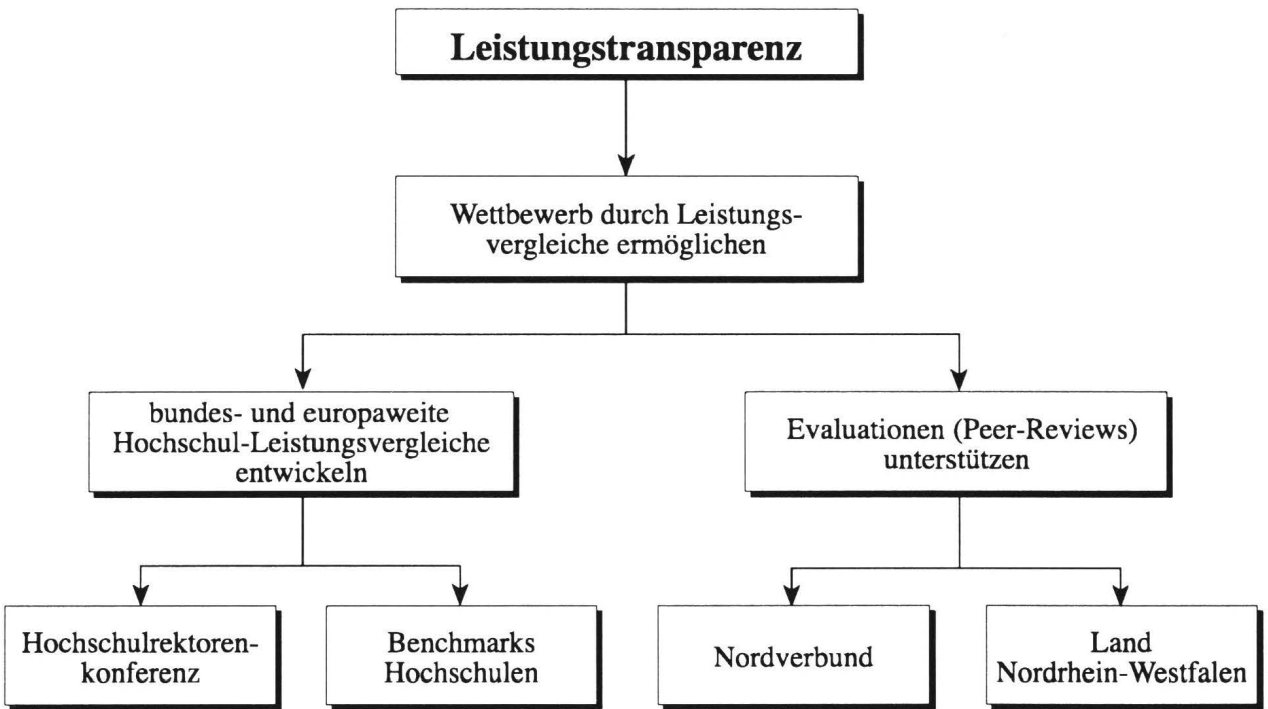 Leistungstransparenz
Wettbewerb durch Leistungs-
vergleiche ermöglichen
bundes- und europaweite
Hochschul-Leistungsvergleiche
entwickeln
Evaluationen (Peer-Reviews)
unterstützen
Hochschulrektoren-
konferenz
Benchmarks
Hochschulen
Nordverbund
Land
Nordrhein-Westfalen